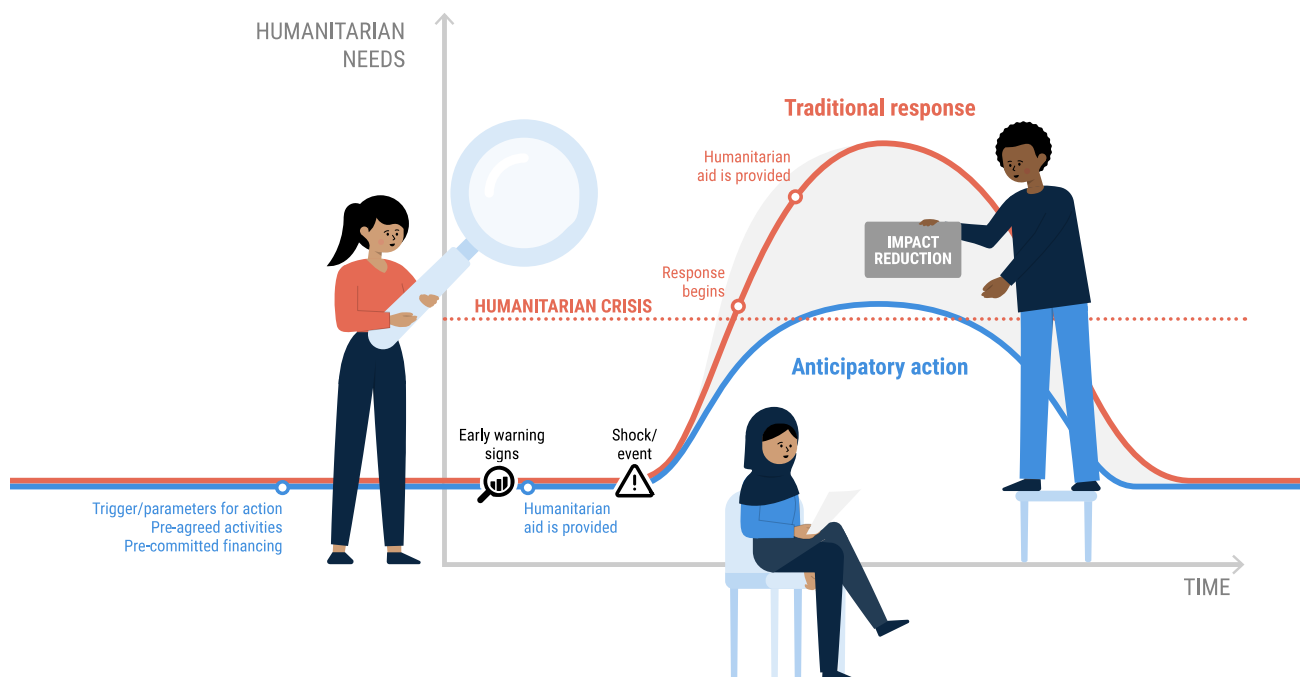 HUMANITARIAN
NEEDS
Traditional response
Humanitarian
aid is provided
IMPACT
REDUCTION
Response
begins
HUMANITARIAN CRISIS
Anticipatory action
Early warning
signs
Shock/
event
Trigger/parameters for action
Pre-agreed activities
Pre-committed financing
Humanitarian
aid is provided
TIME